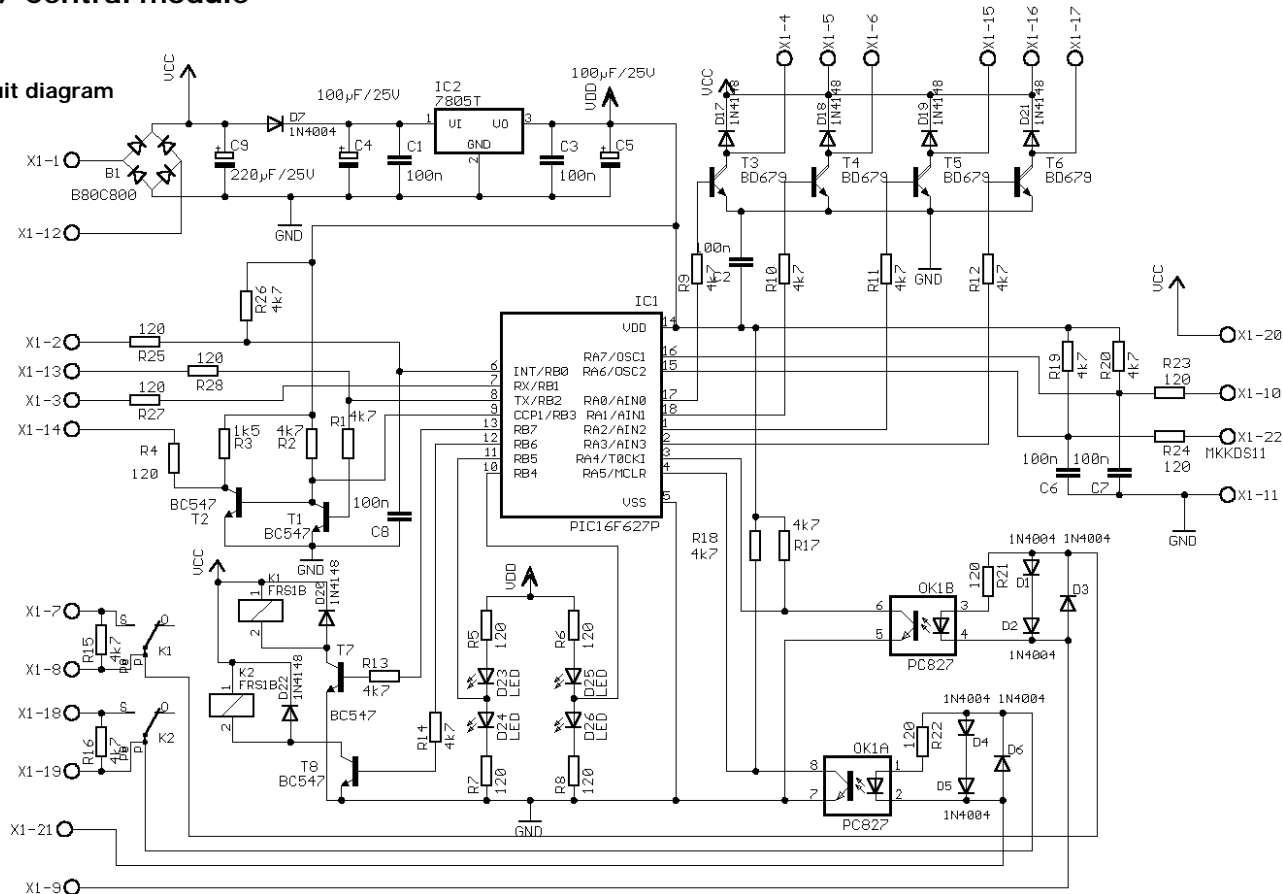 central module
uit diagram
VCC
100µF/25V
IC2
7805T
100µF/25V
VDD
D7
1N4004
1 VI VO 3
GND
2
X1-1
B1
B80C800
C9
220µF/25V
C4
C1
100n
C3
100n
C5
X1-12
GND
X1-4
X1-5
X1-6
X1-15
X1-16
X1-17
VCC
D17
1N4148
D18
1N4148
D19
1N4148
D21
1N4148
T3
BD679
T4
BD679
T5
BD679
T6
BD679
100n
C2
R9
4k7
R10
4k7
R11
4k7
R12
4k7
GND
R26
4k7
X1-2
120
R25
X1-13
120
R28
X1-3
120
R27
X1-14
R4
120
1k5
R3
4k7
R2
R1
4k7
BC547
T2
T1
BC547
100n
C8
GND
IC1
VDD 14
RA7/OSC1 16
RA6/OSC2 15
6 INT/RB0
7 RX/RB1
8 TX/RB2
9 CCP1/RB3
13 RB7
12 RB6
11 RB5
10 RB4
RA0/AIN0 17
RA1/AIN1 18
RA2/AIN2 1
RA3/AIN3 2
RA4/T0CKI 3
RA5/MCLR 4
VSS 5
PIC16F627P
VCC
X1-20
R19
4k7
R20
4k7
R23
120
X1-10
X1-22
R24
120
MKKDS11
100n
C6
100n
C7
X1-11
GND
VCC
K1
FRS1B
1
2
D20
1N4148
K2
FRS1B
1
2
D22
1N4148
T7
BC547
R13
4k7
T8
BC547
R14
4k7
VDD
R5
120
R6
120
D23
LED
D25
LED
D24
LED
D26
LED
R7
120
R8
120
GND
R18
4k7
4k7
R17
OK1B
6
5
3
4
PC827
120
R21
1N4004 1N4004
D1
D3
D2
1N4004
OK1A
8
7
1
2
PC827
120
R22
1N4004 1N4004
D4
D6
D5
1N4004
X1-7
R15
4k7
S
O
P
K1
X1-8
X1-18
R16
4k7
S
O
P
K2
X1-19
X1-21
X1-9